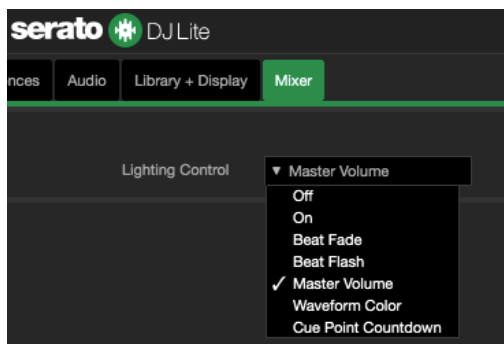 serato DJ Lite
nces Audio Library + Display Mixer
Lighting Control ▼ Master Volume
Off
On
Beat Fade
Beat Flash
✓ Master Volume
Waveform Color
Cue Point Countdown